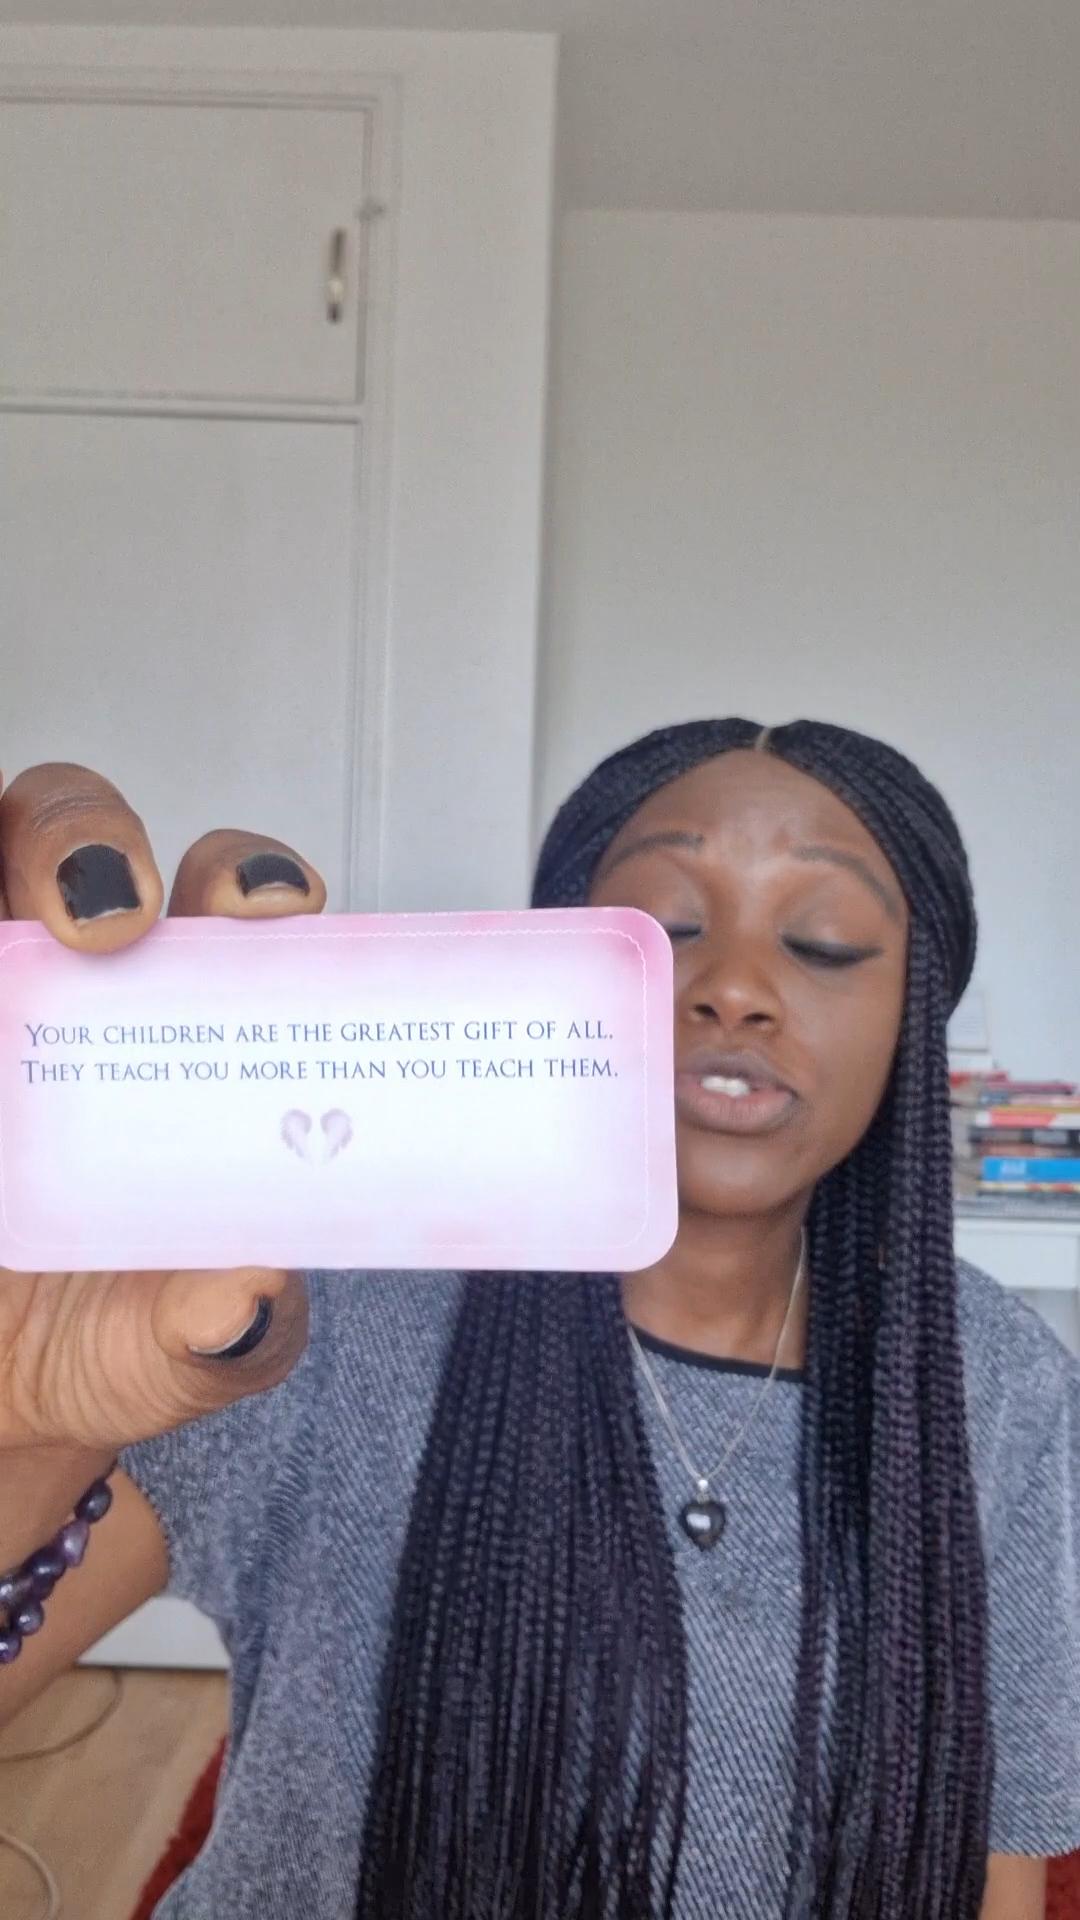 YOUR CHILDREN ARE THE GREATEST GIFT OF ALL.
THEY TEACH YOU MORE THAN YOU TEACH THEM.